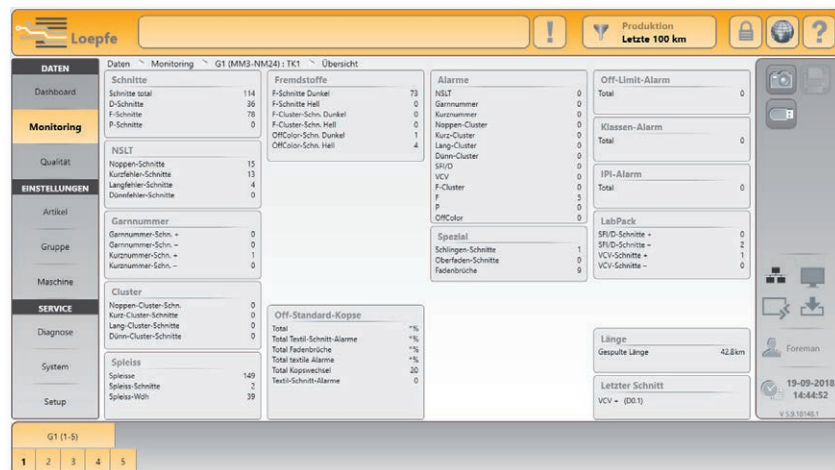 Loepfe
!
Produktion
Letzte 100 km
?
DATEN
Dashboard
Monitoring
Qualität
EINSTELLUNGEN
Artikel
Gruppe
Maschine
SERVICE
Diagnose
System
Setup
Daten Monitoring G1 (MM3-NM24) : TK1 Übersicht
Schnitte
Schnitte total 114
D-Schnitte 36
F-Schnitte 78
P-Schnitte 0
NSLT
Noppen-Schnitte 15
Kurzfehler-Schnitte 13
Langfehler-Schnitte 4
Dünnfehler-Schnitte 0
Garnnummer
Garnnummer-Schn. + 0
Garnnummer-Schn. – 0
Kurznummer-Schn. + 1
Kurznummer-Schn. – 0
Cluster
Noppen-Cluster-Schn. 0
Kurz-Cluster-Schnitte 0
Lang-Cluster-Schnitte 0
Dünn-Cluster-Schnitte 0
Spleiss
Spleisse 149
Spleiss-Schnitte 2
Spleiss-Wdh 39
Fremdstoffe
F-Schnitte Dunkel 73
F-Schnitte Hell 0
F-Cluster-Schn. Dunkel 0
F-Cluster-Schn. Hell 0
OffColor-Schn. Dunkel 1
OffColor-Schn. Hell 4
Off-Standard-Kopse
Total *%
Total Textil-Schnitt-Alarme *%
Total Fadenbrüche *%
Total textile Alarme *%
Total Kopswechsel 20
Textil-Schnitt-Alarme 0
Alarme
NSLT 0
Garnnummer 0
Kurznummer 0
Noppen-Cluster 0
Kurz-Cluster 0
Lang-Cluster 0
Dünn-Cluster 0
SFI/D 0
VCV 0
F-Cluster 0
F 5
P 0
OffColor 0
Spezial
Schlingen-Schnitte 1
Oberfaden-Schnitte 0
Fadenbrüche 9
Off-Limit-Alarm
Total 0
Klassen-Alarm
Total 0
IPI-Alarm
Total 0
LabPack
SFI/D-Schnitte + 0
SFI/D-Schnitte – 2
VCV-Schnitte + 1
VCV-Schnitte – 0
Länge
Gespulte Länge 42.8km
Letzter Schnitt
VCV + (D0.1)
Foreman
19-09-2018
14:44:52
V 5.9.10148.1
G1 (1-5)
1 2 3 4 5